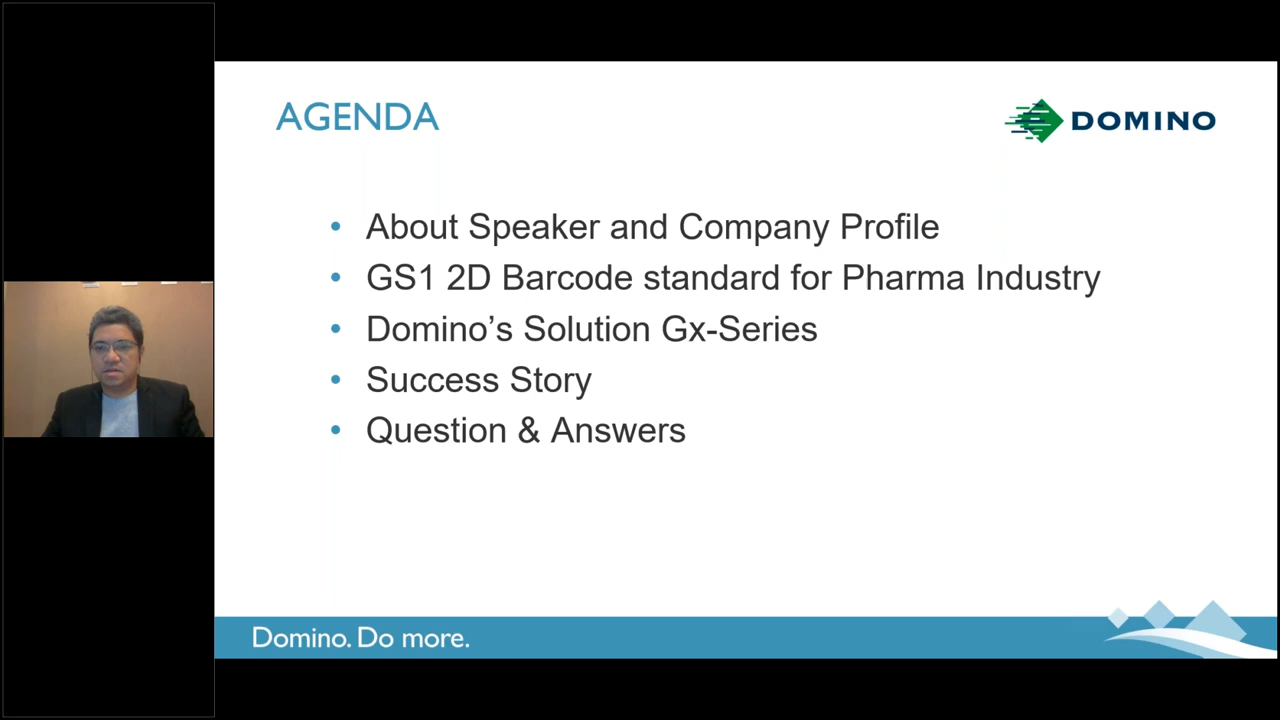 AGENDA
DOMINO
• About Speaker and Company Profile
• GS1 2D Barcode standard for Pharma Industry
• Domino’s Solution Gx-Series
• Success Story
• Question & Answers
Domino. Do more.